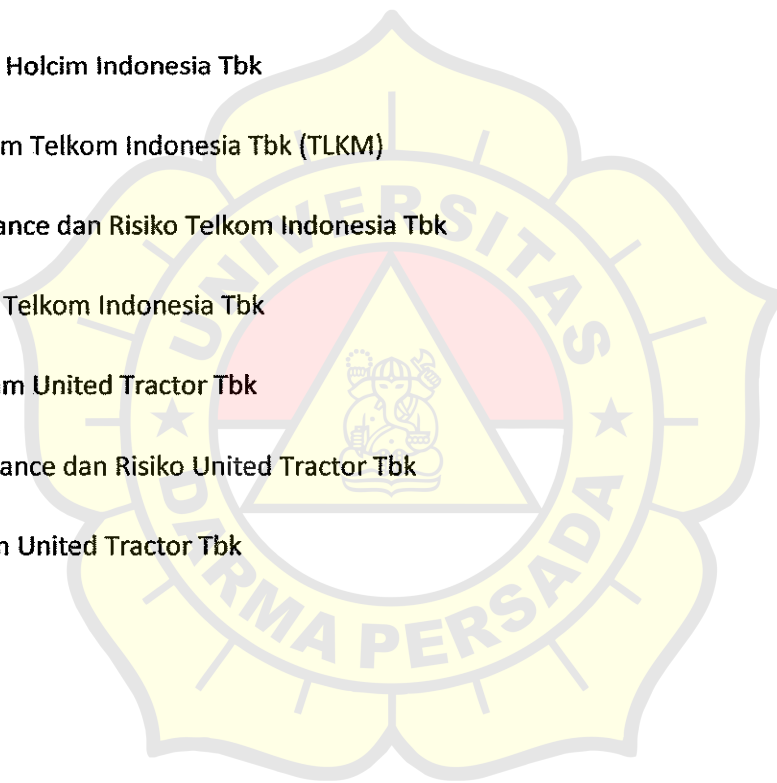 Holcim Indonesia Tbk
m Telkom Indonesia Tbk (TLKM)
ance dan Risiko Telkom Indonesia Tbk
Telkom Indonesia Tbk
m United Tractor Tbk
ance dan Risiko United Tractor Tbk
n United Tractor Tbk
UNIVERSITAS
DARMA PERSADA